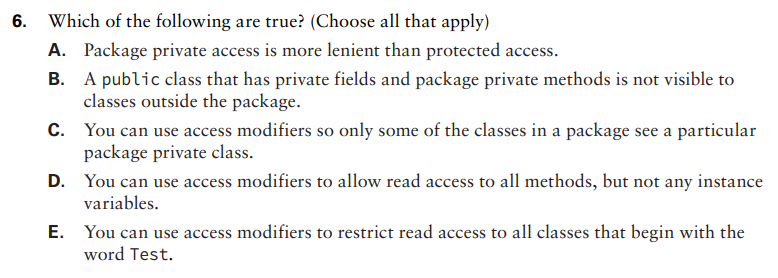 6. Which of the following are true? (Choose all that apply)
A. Package private access is more lenient than protected access.
B. A public class that has private fields and package private methods is not visible to
classes outside the package.
C. You can use access modifiers so only some of the classes in a package see a particular
package private class.
D. You can use access modifiers to allow read access to all methods, but not any instance
variables.
E. You can use access modifiers to restrict read access to all classes that begin with the
word Test.